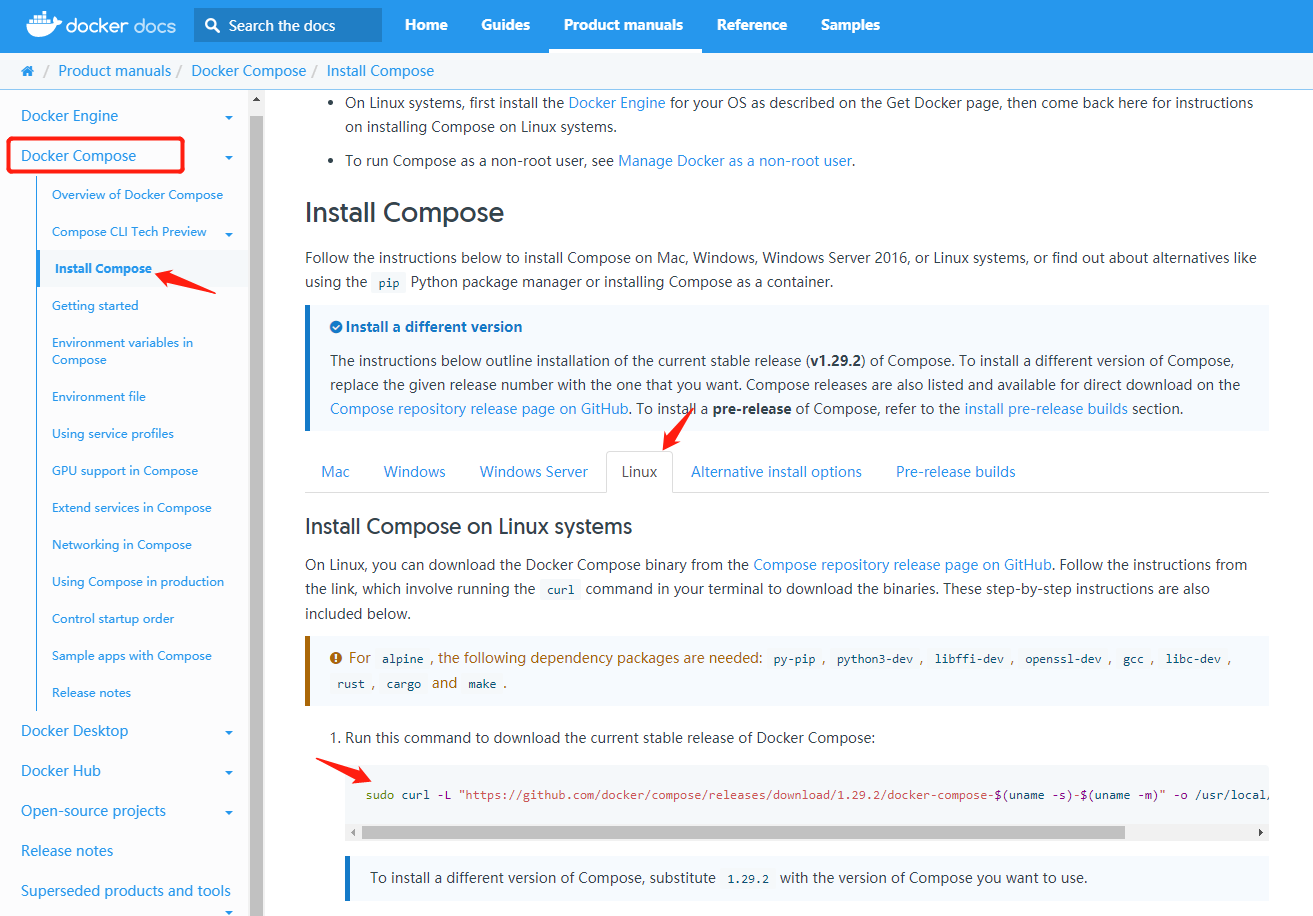 docker docs
Search the docs
Home
Guides
Product manuals
Reference
Samples
/ Product manuals / Docker Compose / Install Compose
Docker Engine
Docker Compose
Overview of Docker Compose
Compose CLI Tech Preview
Install Compose
Getting started
Environment variables in
Compose
Environment file
Using service profiles
GPU support in Compose
Extend services in Compose
Networking in Compose
Using Compose in production
Control startup order
Sample apps with Compose
Release notes
Docker Desktop
Docker Hub
Open-source projects
Release notes
Superseded products and tools
• On Linux systems, first install the Docker Engine for your OS as described on the Get Docker page, then come back here for instructions
on installing Compose on Linux systems.
• To run Compose as a non-root user, see Manage Docker as a non-root user.
Install Compose
Follow the instructions below to install Compose on Mac, Windows, Windows Server 2016, or Linux systems, or find out about alternatives like
using the pip Python package manager or installing Compose as a container.
Install a different version
The instructions below outline installation of the current stable release (v1.29.2) of Compose. To install a different version of Compose,
replace the given release number with the one that you want. Compose releases are also listed and available for direct download on the
Compose repository release page on GitHub. To install a pre-release of Compose, refer to the install pre-release builds section.
Mac
Windows
Windows Server
Linux
Alternative install options
Pre-release builds
Install Compose on Linux systems
On Linux, you can download the Docker Compose binary from the Compose repository release page on GitHub. Follow the instructions from
the link, which involve running the curl command in your terminal to download the binaries. These step-by-step instructions are also
included below.
For alpine , the following dependency packages are needed: py-pip , python3-dev , libffi-dev , openssl-dev , gcc , libc-dev ,
rust , cargo and make .
1. Run this command to download the current stable release of Docker Compose:
sudo curl -L "https://github.com/docker/compose/releases/download/1.29.2/docker-compose-$(uname -s)-$(uname -m)" -o /usr/local/
To install a different version of Compose, substitute 1.29.2 with the version of Compose you want to use.